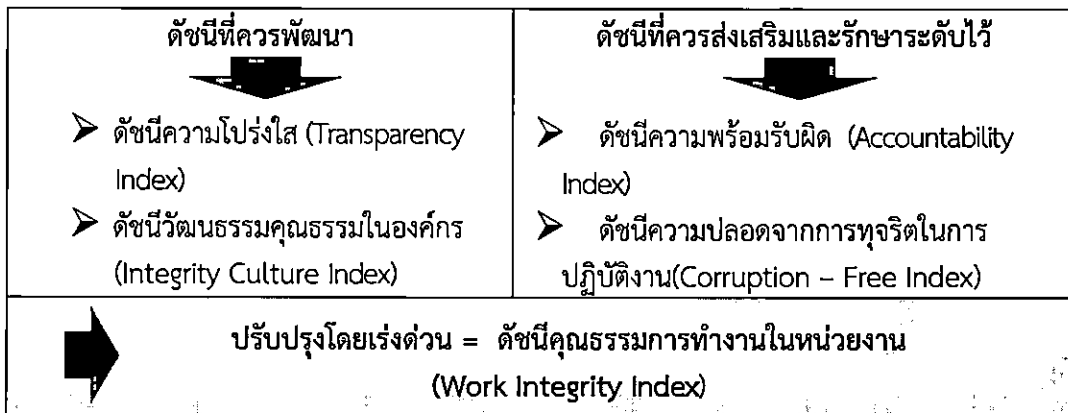 ดัชนีที่ควรพัฒนา
➢ ดัชนีความโปร่งใส (Transparency
Index)
➢ ดัชนีวัฒนธรรมคุณธรรมในองค์กร
(Integrity Culture Index)
ดัชนีที่ควรส่งเสริมและรักษาระดับไว้
➢ ดัชนีความพร้อมรับผิด (Accountability
Index)
➢ ดัชนีความปลอดจากการทุจริตในการ
ปฏิบัติงาน(Corruption – Free Index)
ปรับปรุงโดยเร่งด่วน = ดัชนีคุณธรรมการทำงานในหน่วยงาน
(Work Integrity Index)